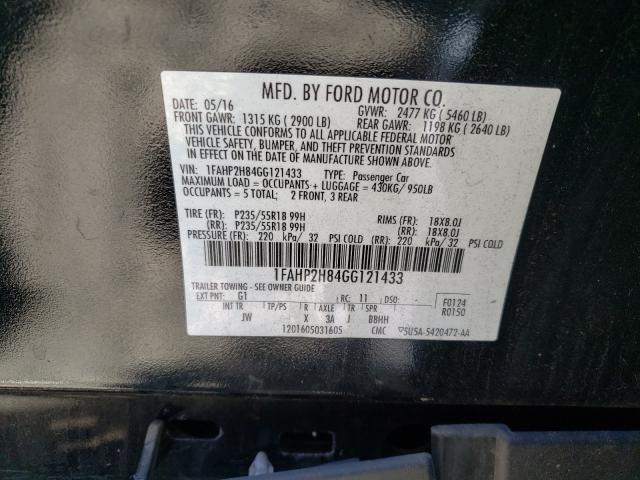 MFD. BY FORD MOTOR CO.
DATE: 05/16
GVWR: 2477 KG ( 5460 LB)
FRONT GAWR: 1315 KG ( 2900 LB)
REAR GAWR: 1198 KG ( 2640 LB)
THIS VEHICLE CONFORMS TO ALL APPLICABLE FEDERAL MOTOR
VEHICLE SAFETY, BUMPER, AND THEFT PREVENTION STANDARDS
IN EFFECT ON THE DATE OF MANUFACTURE SHOWN ABOVE.
VIN: 1FAHP2H84GG121433 TYPE: Passenger Car
MAXIMUM LOAD = OCCUPANTS + LUGGAGE = 430KG/ 950LB
OCCUPANTS = 5 TOTAL: 2 FRONT, 3 REAR
TIRE (FR): P235/55R18 99H RIMS (FR): 18X8.0J
(RR): P235/55R18 99H (RR): 18X8.0J
PRESSURE (FR): 220 kPa/ 32 PSI COLD (RR): 220 kPa/ 32 PSI COLD
1FAHP2H84GG121433
TRAILER TOWING - SEE OWNER GUIDE
EXT PNT: G1 RC: 11 DSO: F0124
R0150
INT TR TP/PS R AXLE TR SPR
JW X 3A J BBHH
1201605031605 CMC 5U5A-5420472-AA